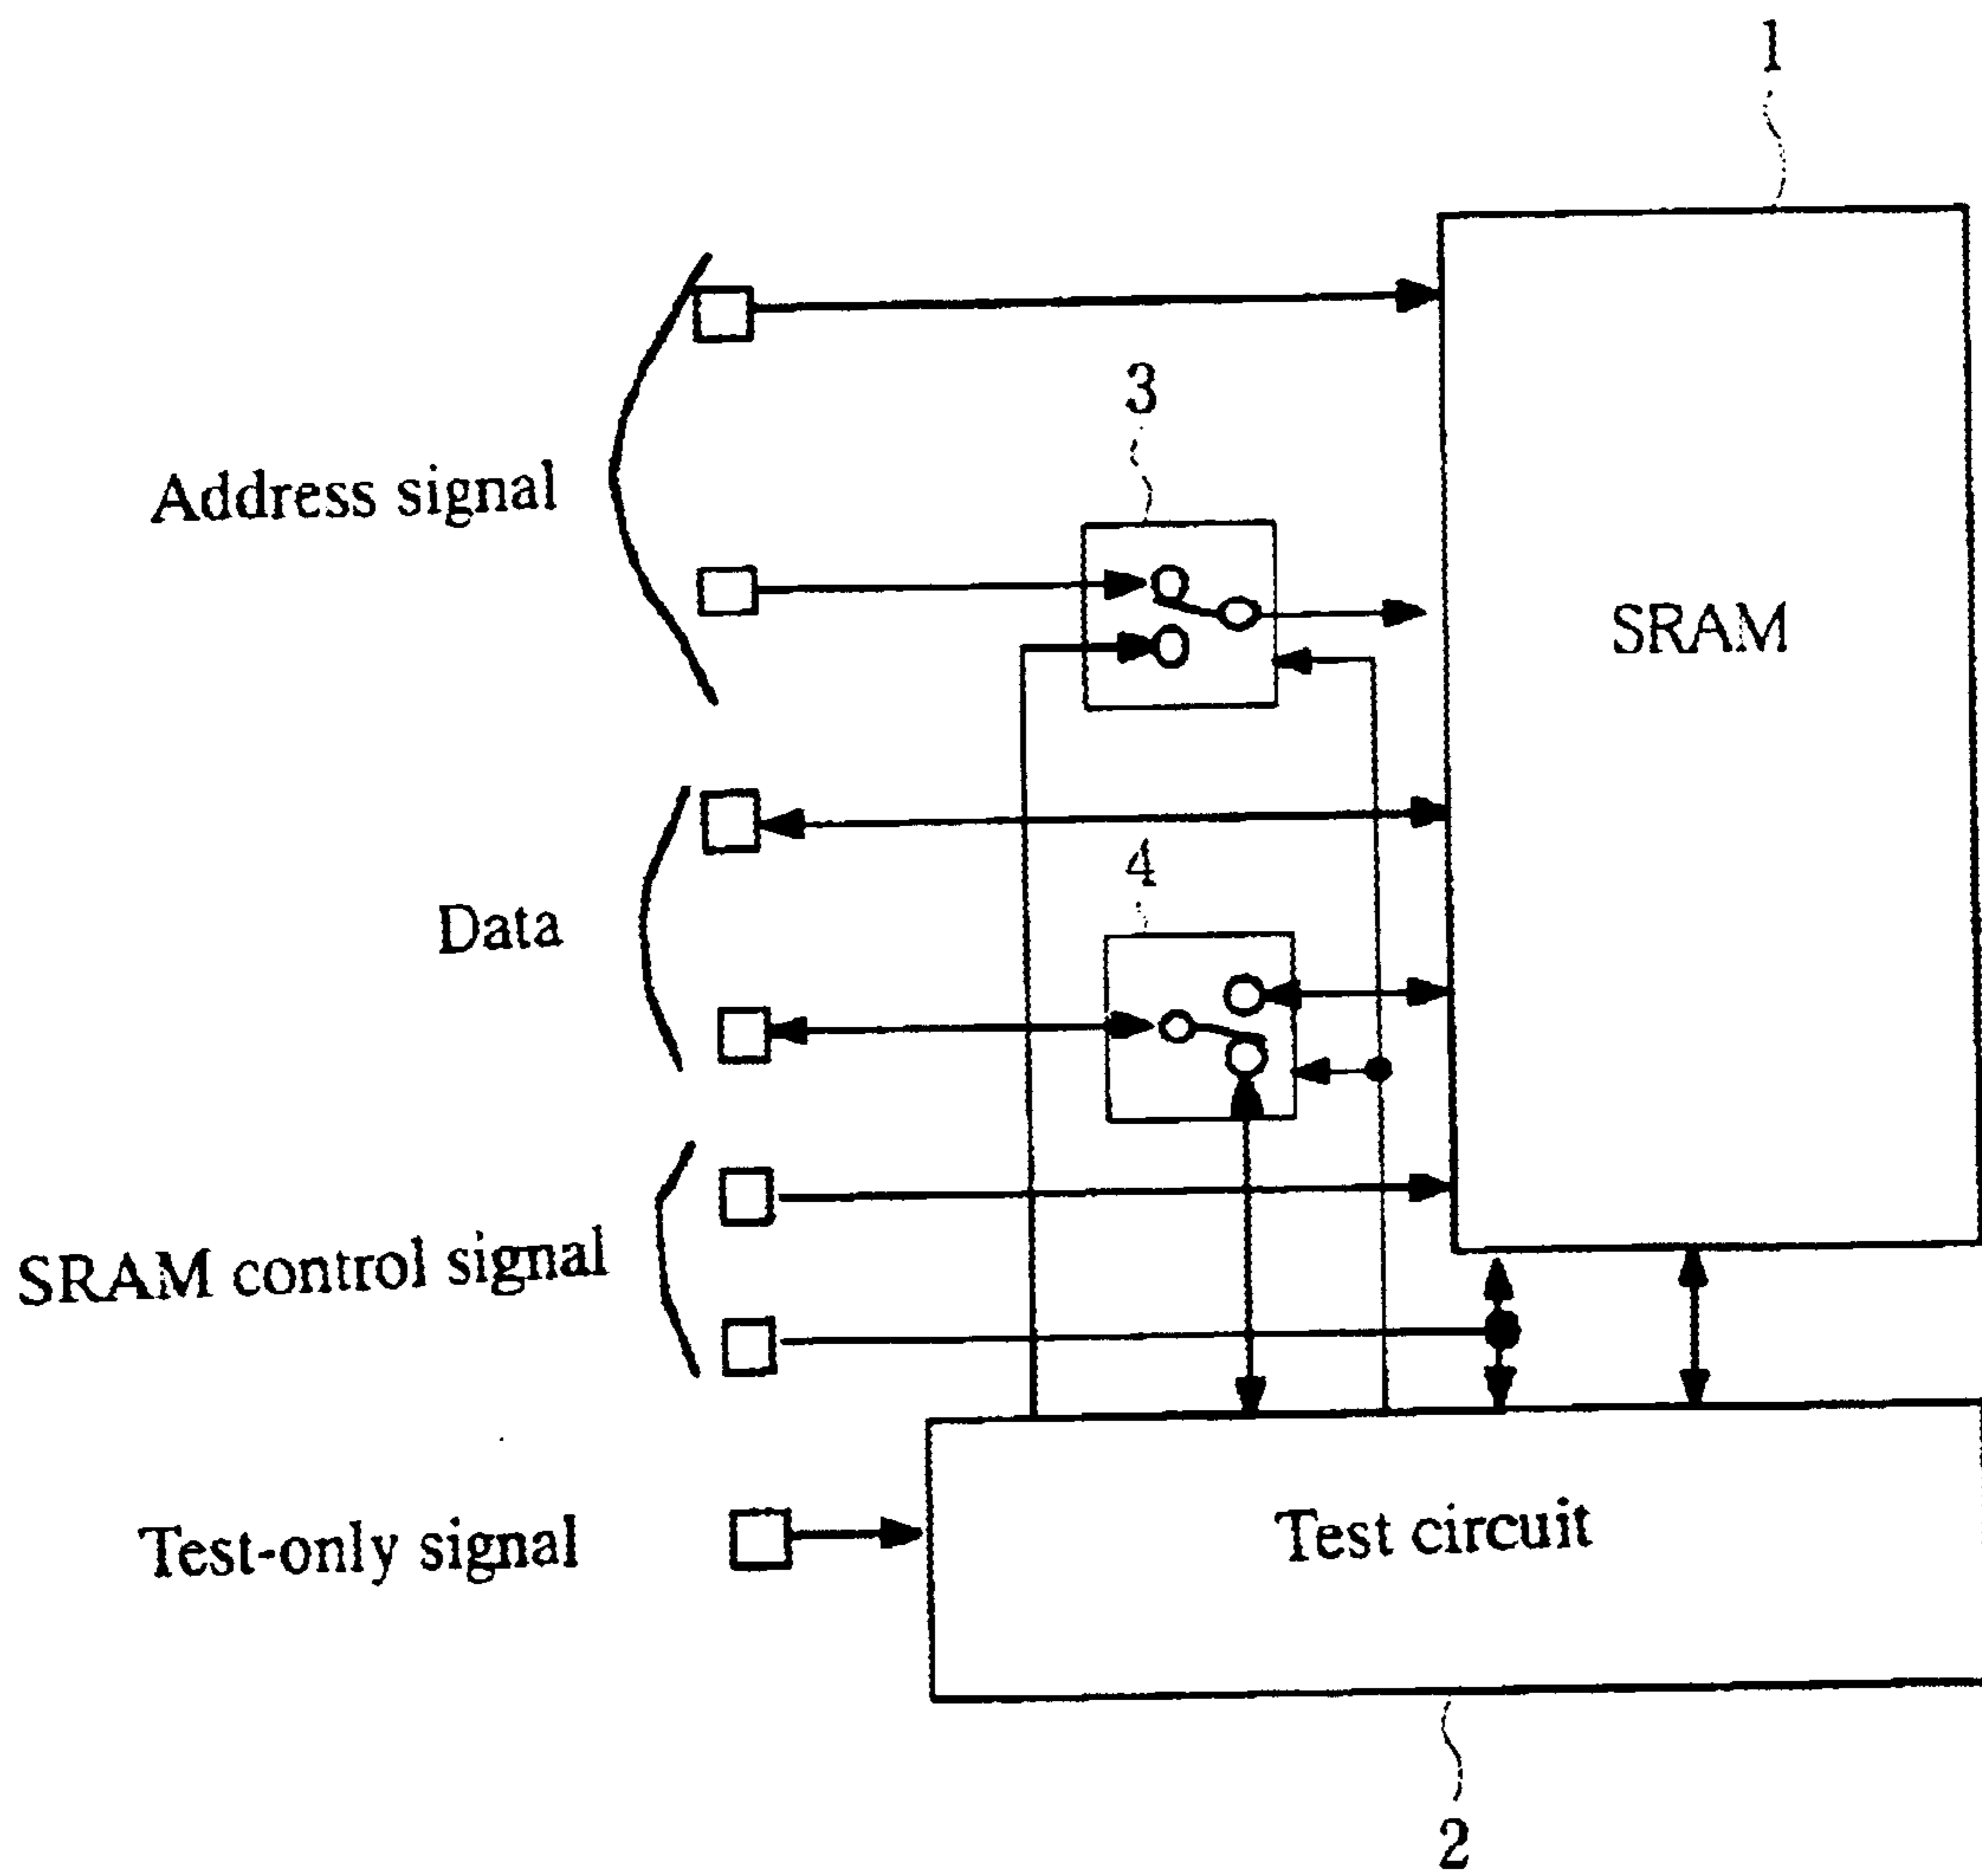 1
3
Address signal
SRAM
4
Data
SRAM control signal
Test-only signal
Test circuit
2